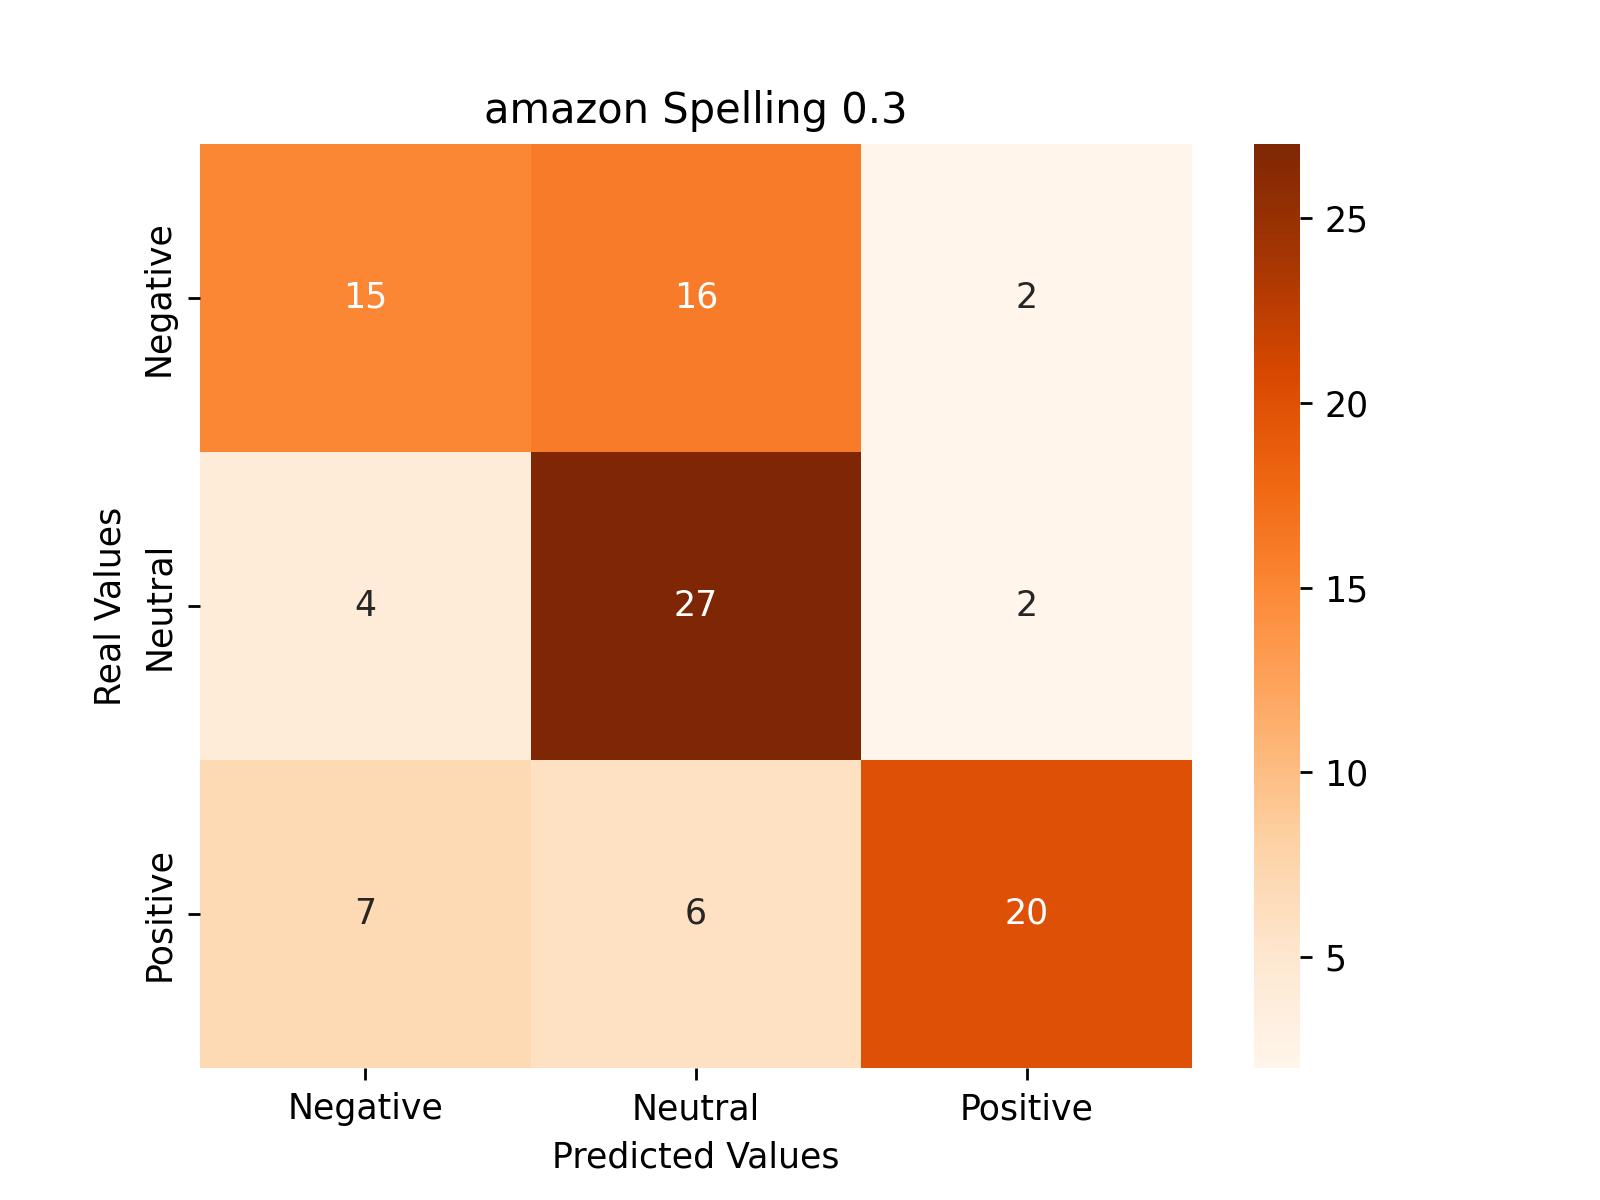 amazon Spelling 0.3
Real Values
Negative
15 16 2
Neutral
4 27 2
Positive
7 6 20
Negative Neutral Positive
Predicted Values
25
20
15
10
5